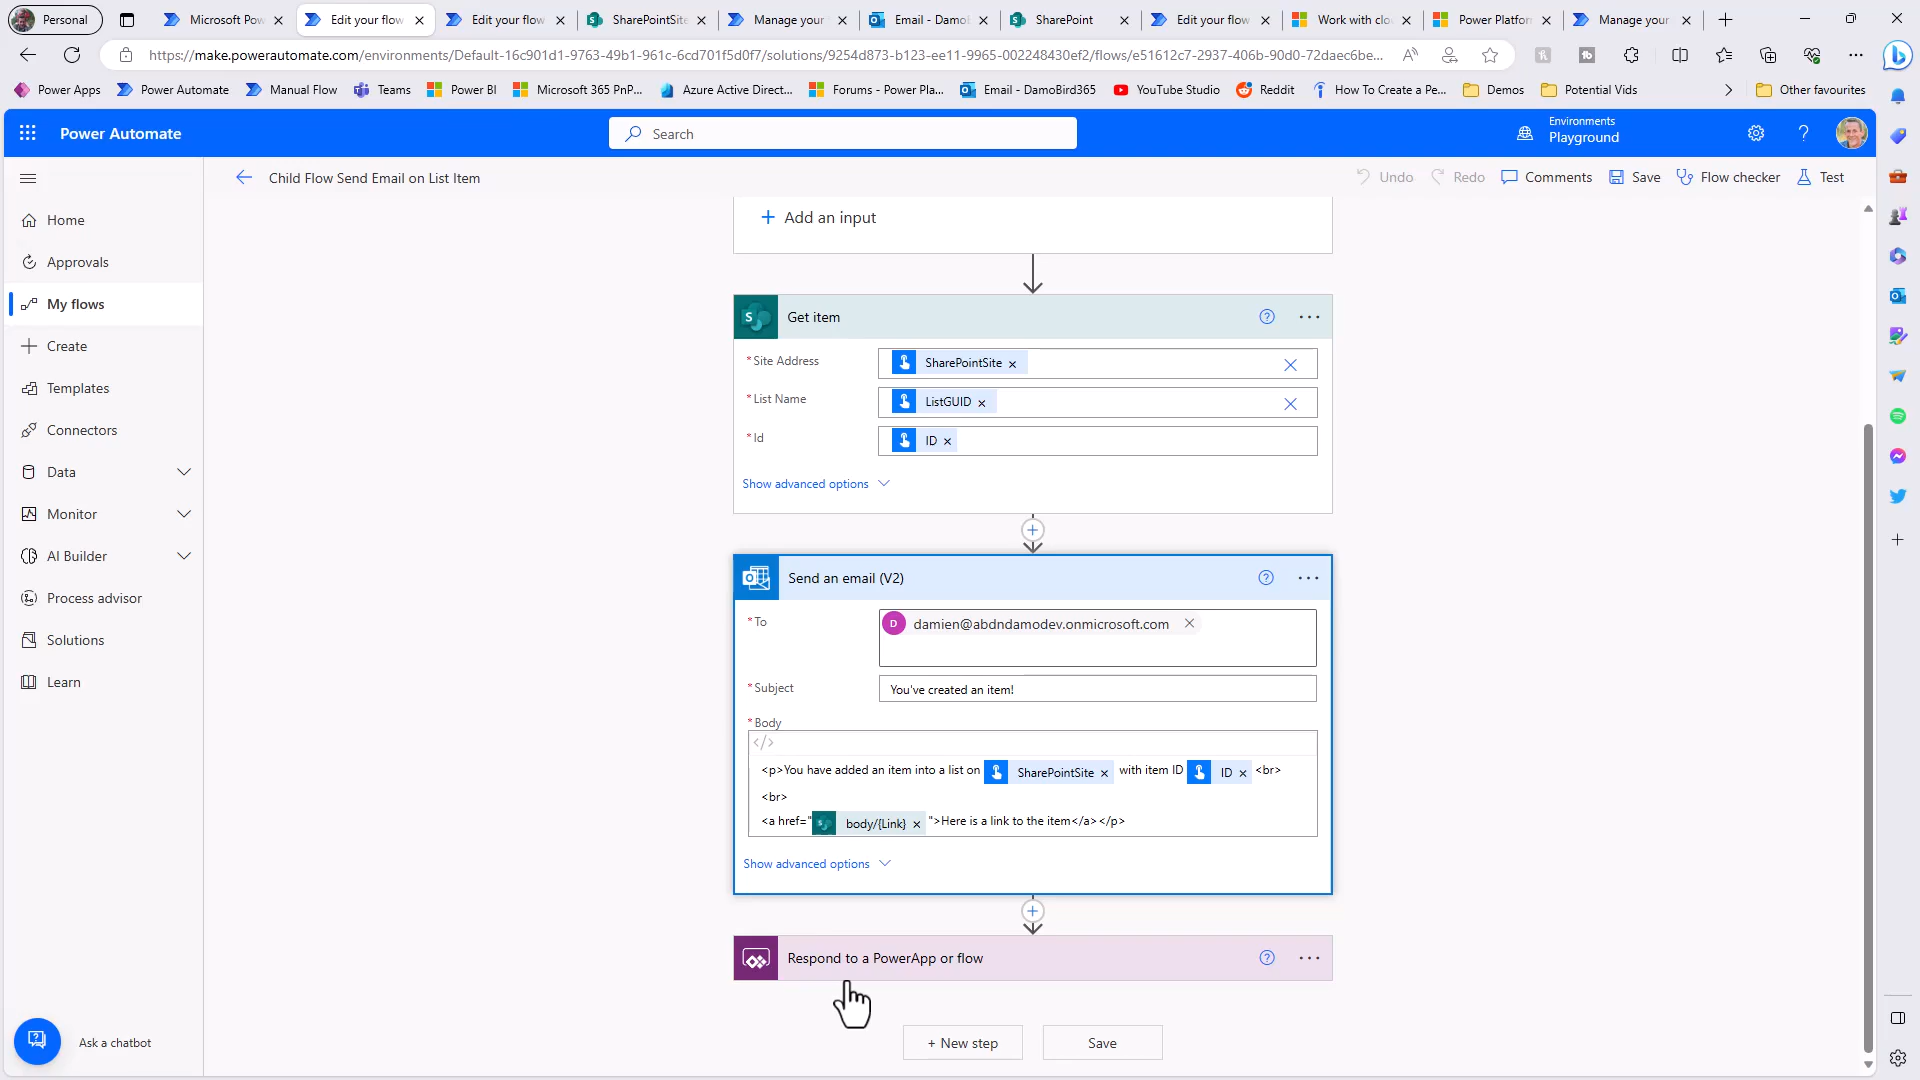 Personal
Microsoft Pow
Edit your flow
Edit your flow
SharePointSite
Manage your
Email - Damob
SharePoint
Edit your flow
Work with clo
Power Platfor
Manage your
https://make.powerautomate.com/environments/Default-16c901d1-9763-49b1-961c-6cd701f5d0f7/solutions/9254d873-b123-ee11-9965-002248430ef2/flows/e51612c7-2937-406b-90d0-72daec6be...
Power Apps
Power Automate
Manual Flow
Teams
Power BI
Microsoft 365 PnP...
Azure Active Direct...
Forums - Power Pla...
Email - DamoBird365
YouTube Studio
Reddit
How To Create a Pe...
Demos
Potential Vids
Other favourites
Power Automate
Search
Environments
Playground
Child Flow Send Email on List Item
Undo
Redo
Comments
Save
Flow checker
Test
Home
Approvals
My flows
Create
Templates
Connectors
Data
Monitor
AI Builder
Process advisor
Solutions
Learn
Ask a chatbot
+ Add an input
Get item
*Site Address
SharePointSite ×
*List Name
ListGUID ×
*Id
ID ×
Show advanced options
Send an email (V2)
*To
D damien@abdndamodev.onmicrosoft.com ×
*Subject
You've created an item!
*Body
</>
<p>You have added an item into a list on SharePointSite × with item ID ID × <br>
<br>
<a href="body/{Link} × ">Here is a link to the item</a></p>
Show advanced options
Respond to a PowerApp or flow
+ New step
Save